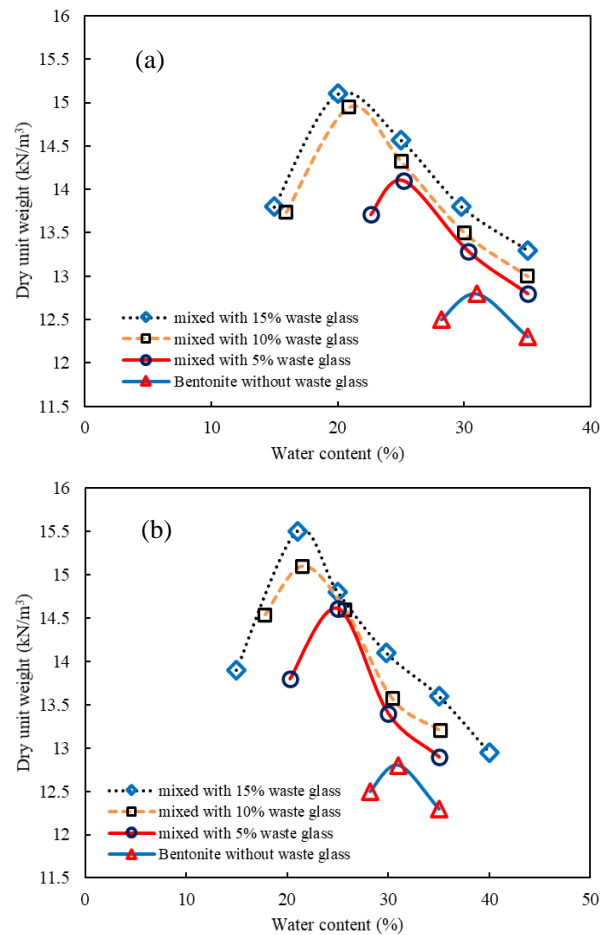 (a)
16
15.5
15
14.5
14
13.5
13
12.5
12
11.5
Dry unit weight (kN/m³)
mixed with 15% waste glass
mixed with 10% waste glass
mixed with 5% waste glass
Bentonite without waste glass
0 10 20 30 40
Water content (%)
(b)
16
15.5
15
14.5
14
13.5
13
12.5
12
11.5
Dry unit weight (kN/m³)
mixed with 15% waste glass
mixed with 10% waste glass
mixed with 5% waste glass
Bentonite without waste glass
0 10 20 30 40 50
Water content (%)